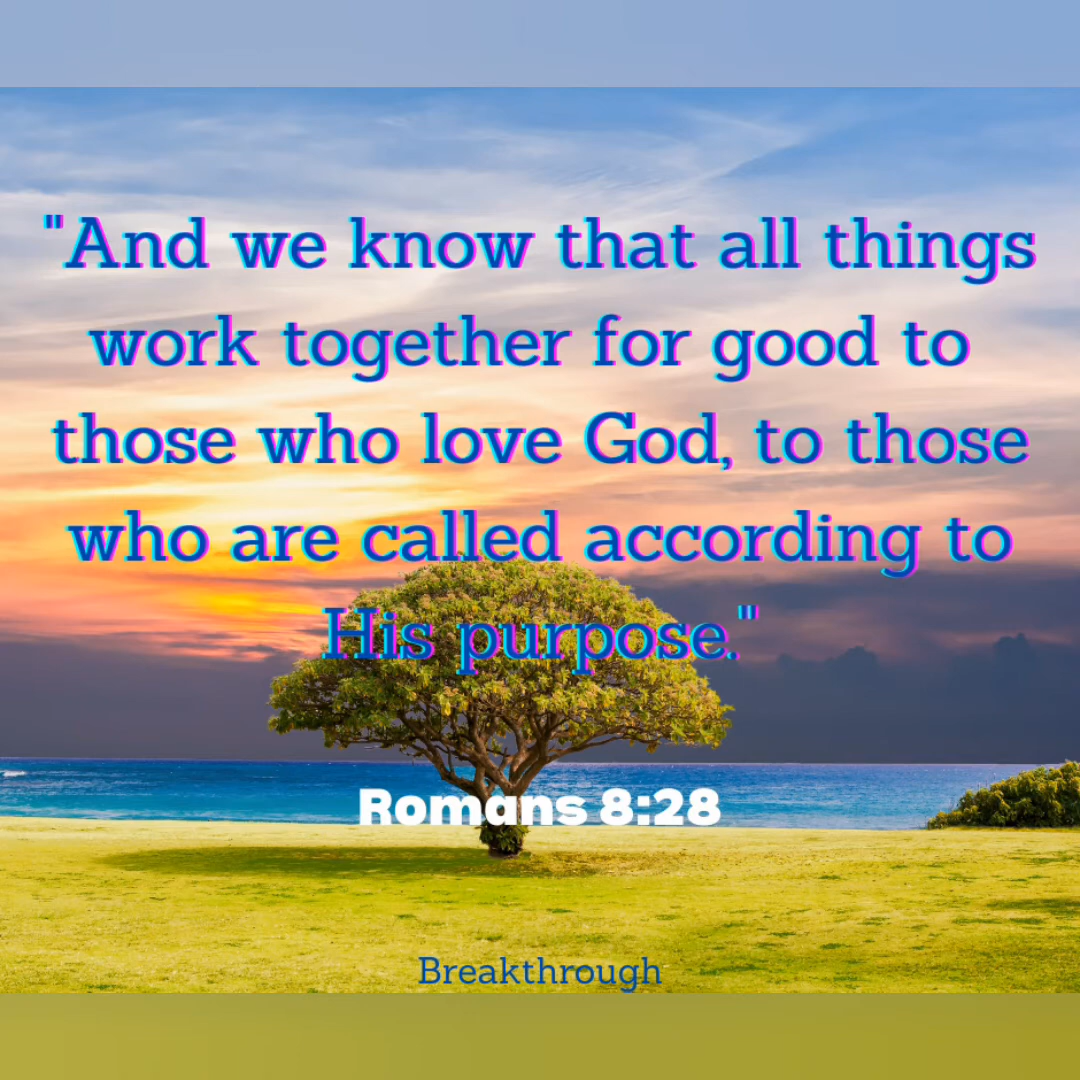 "And we know that all things
work together for good to
those who love God, to those
who are called according to
His purpose."
Romans 8:28
Breakthrough